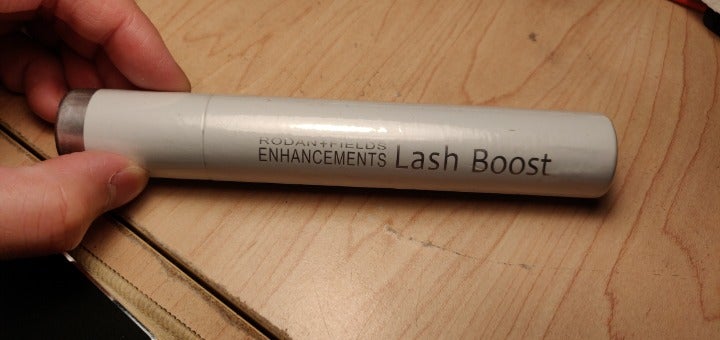 RODAN+FIELDS
ENHANCEMENTS Lash Boost